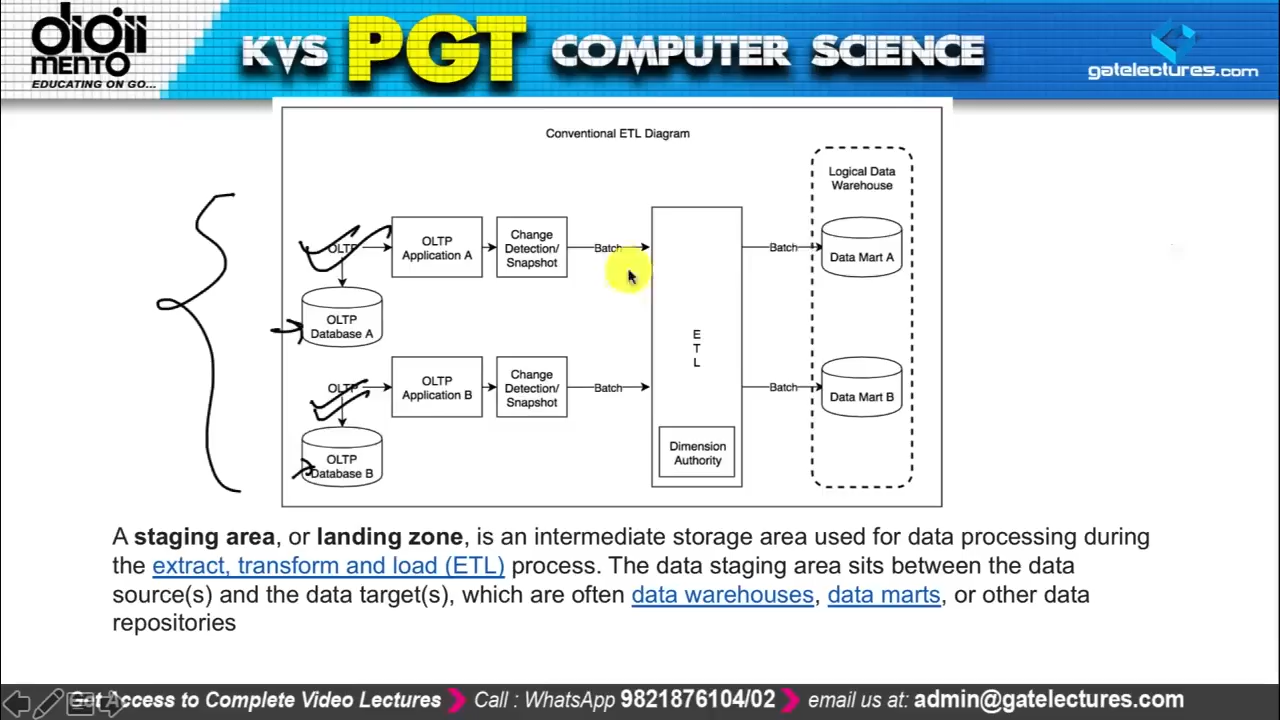 digii
MENTO
EDUCATING ON GO...
KVS PGT COMPUTER SCIENCE
gatelectures.com
Conventional ETL Diagram
Logical Data
Warehouse
OLTP
OLTP
Application A
Change
Detection/
Snapshot
Batch
Batch
Data Mart A
OLTP
Database A
E
T
L
OLTP
OLTP
Application B
Change
Detection/
Snapshot
Batch
Batch
Data Mart B
Dimension
Authority
OLTP
Database B
A staging area, or landing zone, is an intermediate storage area used for data processing during
the extract, transform and load (ETL) process. The data staging area sits between the data
source(s) and the data target(s), which are often data warehouses, data marts, or other data
repositories
Get Access to Complete Video Lectures Call : WhatsApp 9821876104/02 email us at: admin@gatelectures.com